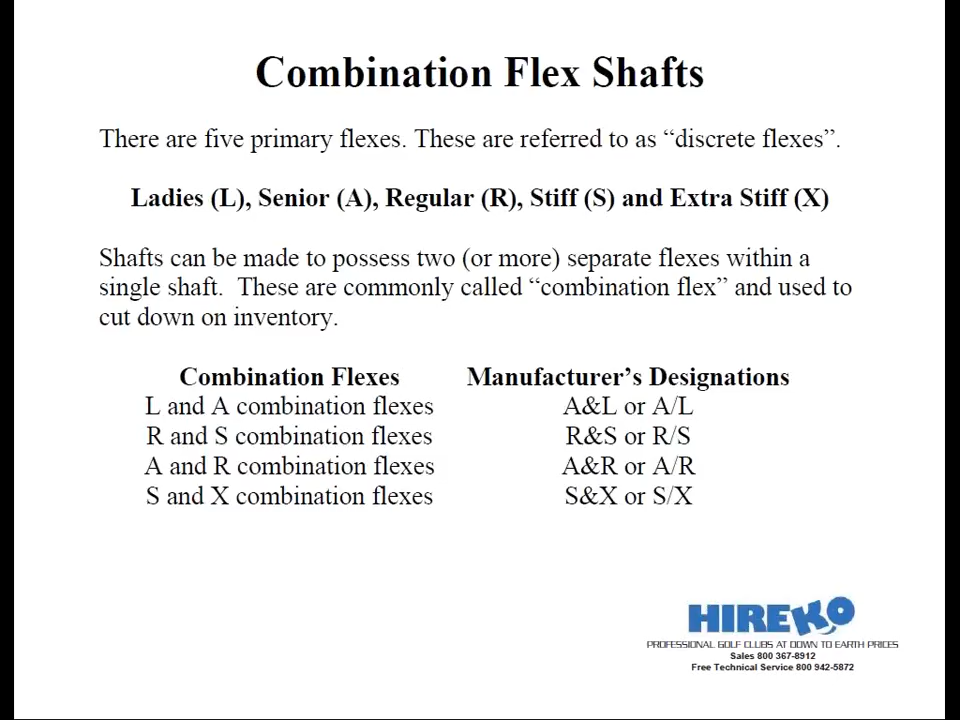 Combination Flex Shafts
There are five primary flexes. These are referred to as “discrete flexes”.
Ladies (L), Senior (A), Regular (R), Stiff (S) and Extra Stiff (X)
Shafts can be made to possess two (or more) separate flexes within a
single shaft.  These are commonly called “combination flex” and used to
cut down on inventory.
Combination Flexes Manufacturer’s Designations
L and A combination flexes A&L or A/L
R and S combination flexes R&S or R/S
A and R combination flexes A&R or A/R
S and X combination flexes S&X or S/X
HIREKO
PROFESSIONAL GOLF CLUBS AT DOWN TO EARTH PRICES
Sales 800 367-8912
Free Technical Service 800 942-5872